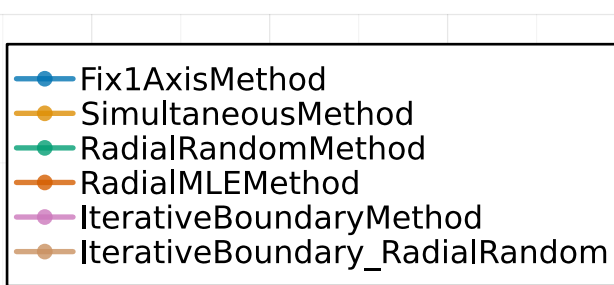 Fix1AxisMethod
SimultaneousMethod
RadialRandomMethod
RadialMLEMethod
IterativeBoundaryMethod
IterativeBoundary_RadialRandom